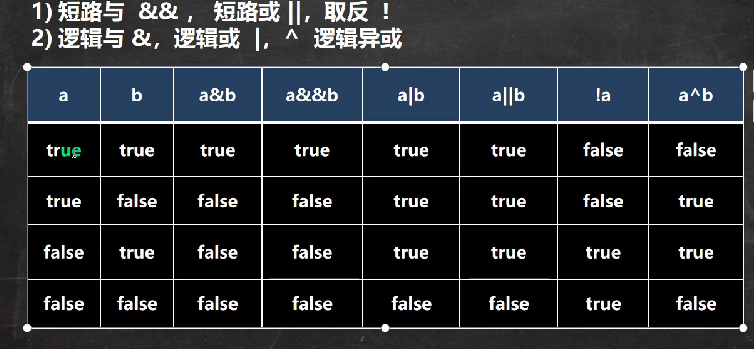 1) 短路与 &&， 短路或 ||，取反 ！
2) 逻辑与 &，逻辑或 |，^ 逻辑异或
a b a&b a&&b a|b a||b !a a^b
true true true true true true false false
true false false false true true false true
false true false false true true true true
false false false false false false true false